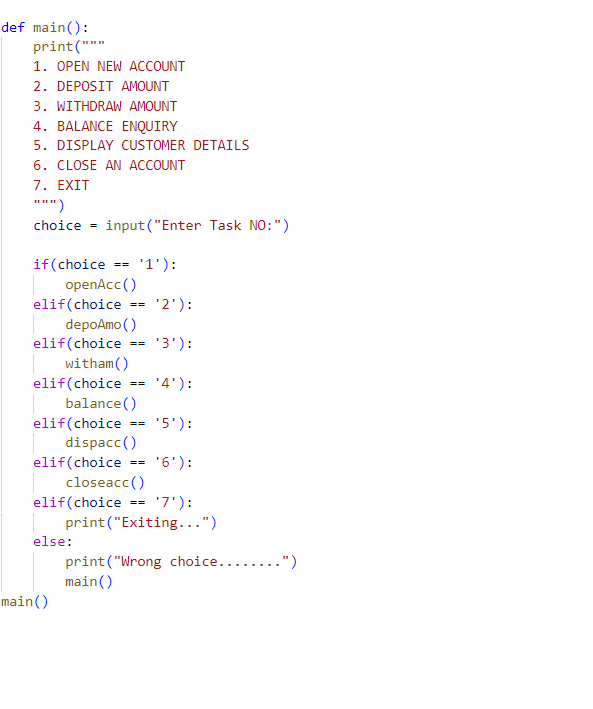 def main():
    print("""
    1. OPEN NEW ACCOUNT
    2. DEPOSIT AMOUNT
    3. WITHDRAW AMOUNT
    4. BALANCE ENQUIRY
    5. DISPLAY CUSTOMER DETAILS
    6. CLOSE AN ACCOUNT
    7. EXIT
    """)
    choice = input("Enter Task NO:")
    if(choice == '1'):
        openAcc()
    elif(choice == '2'):
        depoAmo()
    elif(choice == '3'):
        witham()
    elif(choice == '4'):
        balance()
    elif(choice == '5'):
        dispacc()
    elif(choice == '6'):
        closeacc()
    elif(choice == '7'):
        print("Exiting...")
    else:
        print("Wrong choice........")
        main()
main()